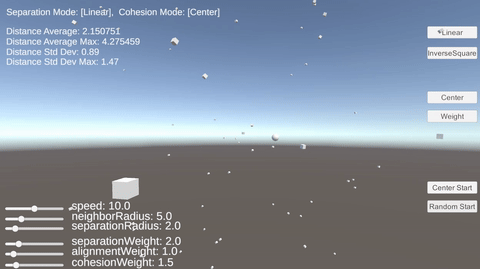 Separation Mode: [Linear], Cohesion Mode: [Center]
Distance Average: 2.150751
Distance Average Max: 4.275459
Distance Std Dev: 0.89
Distance Std Dev Max: 1.47
Linear
InverseSquare
Center
Weight
Center Start
Random Start
speed: 10.0
neighborRadius: 5.0
separationRadius: 2.0
separationWeight: 2.0
alignmentWeight: 1.0
cohesionWeight: 1.5